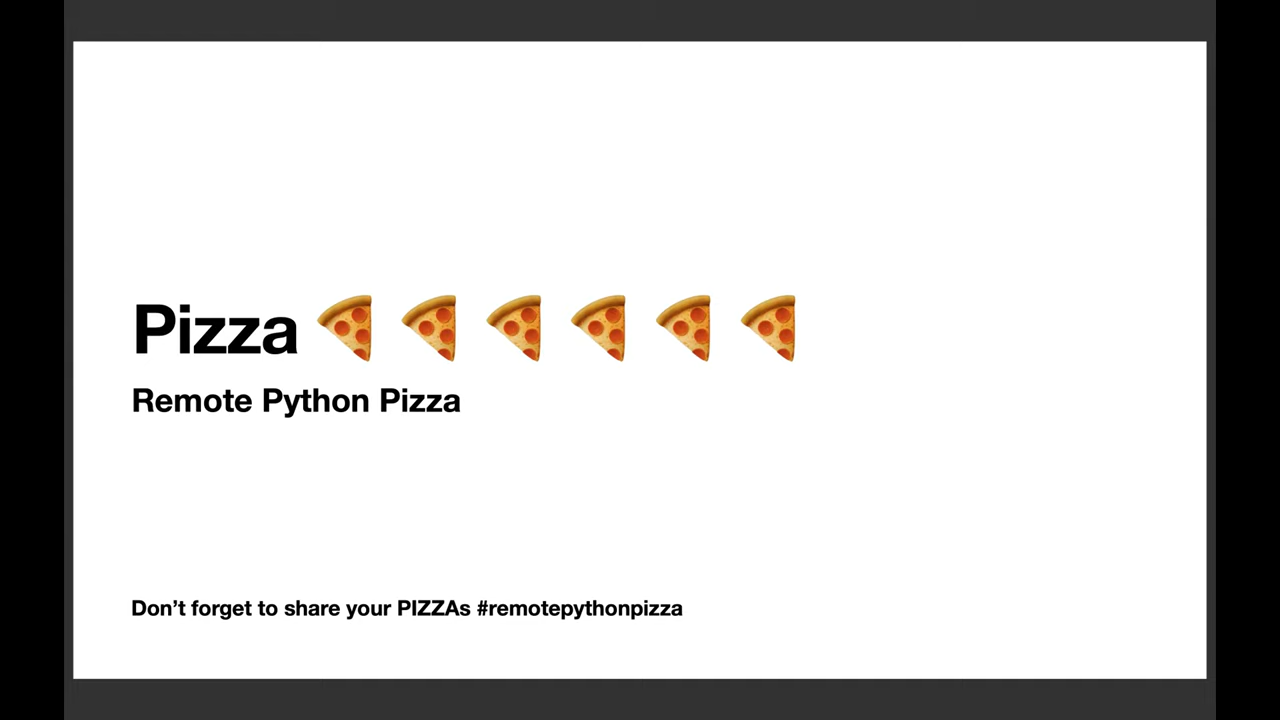 Pizza 🍕 🍕 🍕 🍕 🍕 🍕
Remote Python Pizza
Don’t forget to share your PIZZAs #remotepythonpizza